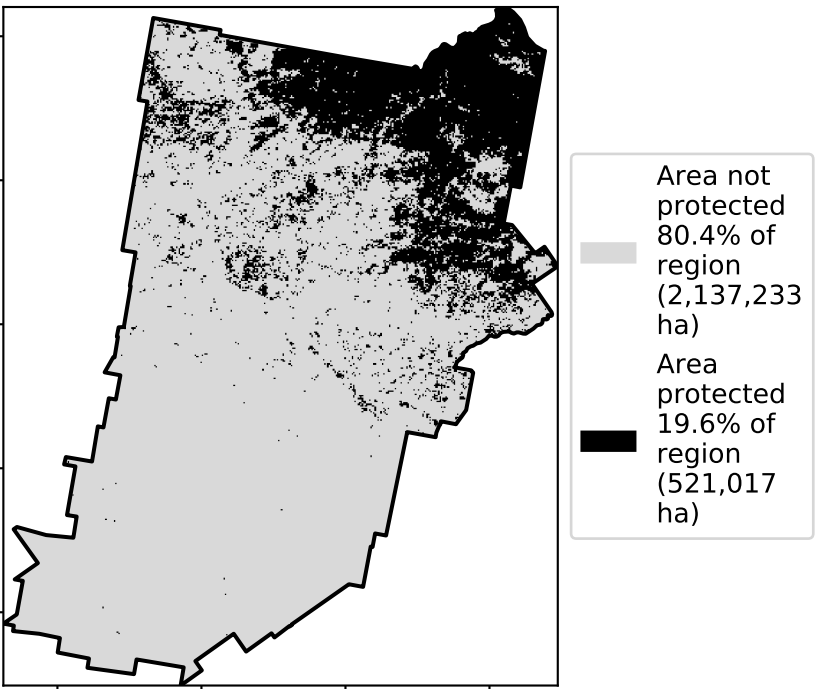 Area not
protected
80.4% of
region
(2,137,233
ha)
Area
protected
19.6% of
region
(521,017
ha)